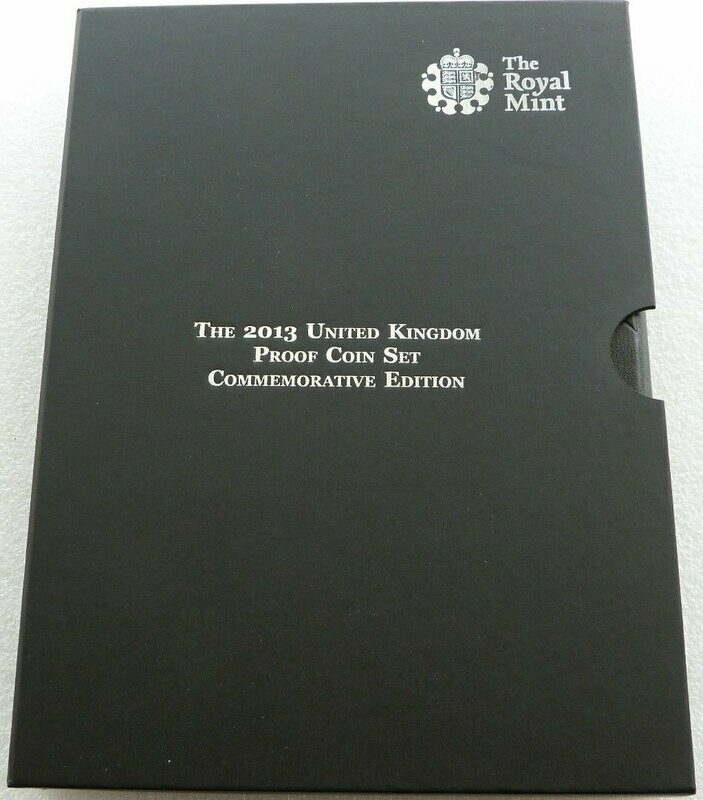 The
Royal
Mint
THE 2013 UNITED KINGDOM
PROOF COIN SET
COMMEMORATIVE EDITION